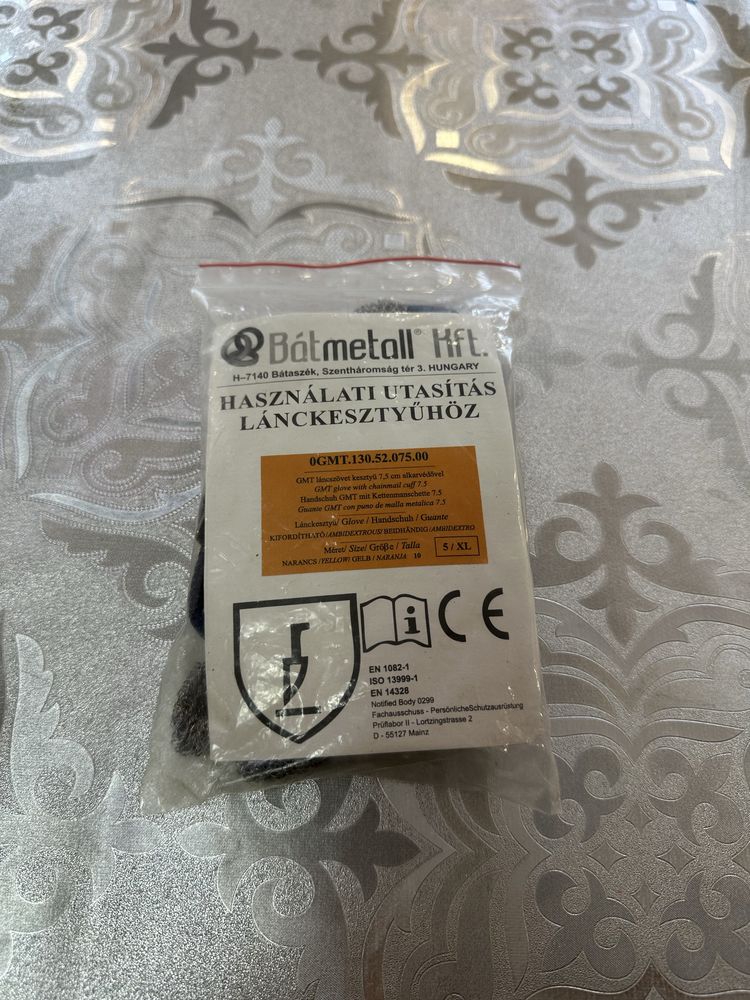 Bátmetall® Kft.
H–7140 Bátaszék, Szentháromság tér 3. HUNGARY
HASZNÁLATI UTASÍTÁS
LÁNCKESZTYŰHÖZ
0GMT.130.52.075.00
GMT láncszövet kesztyű 7,5 cm alkarvédővel
GMT glove with chainmail cuff 7.5
Handschuh GMT mit Kettenmanschette 7.5
Guante GMT con puno de malla metalica 7.5
Lánckesztyű/ Glove / Handschuh / Guante
KIFORDÍTHATÓ/AMBIDEXTROUS/ BEIDHÄNDIG/AMBIDEXTRO
Méret/ Size/ Größe / Talla 5 / XL
NARANCS /YELLOW/ GELB / NARANJA 10
i CE
EN 1082-1
ISO 13999-1
EN 14328
Notified Body 0299
Fachausschuss - PersönlicheSchutzausrüstung
Prüflabor II - Lortzingstrasse 2
D - 55127 Mainz